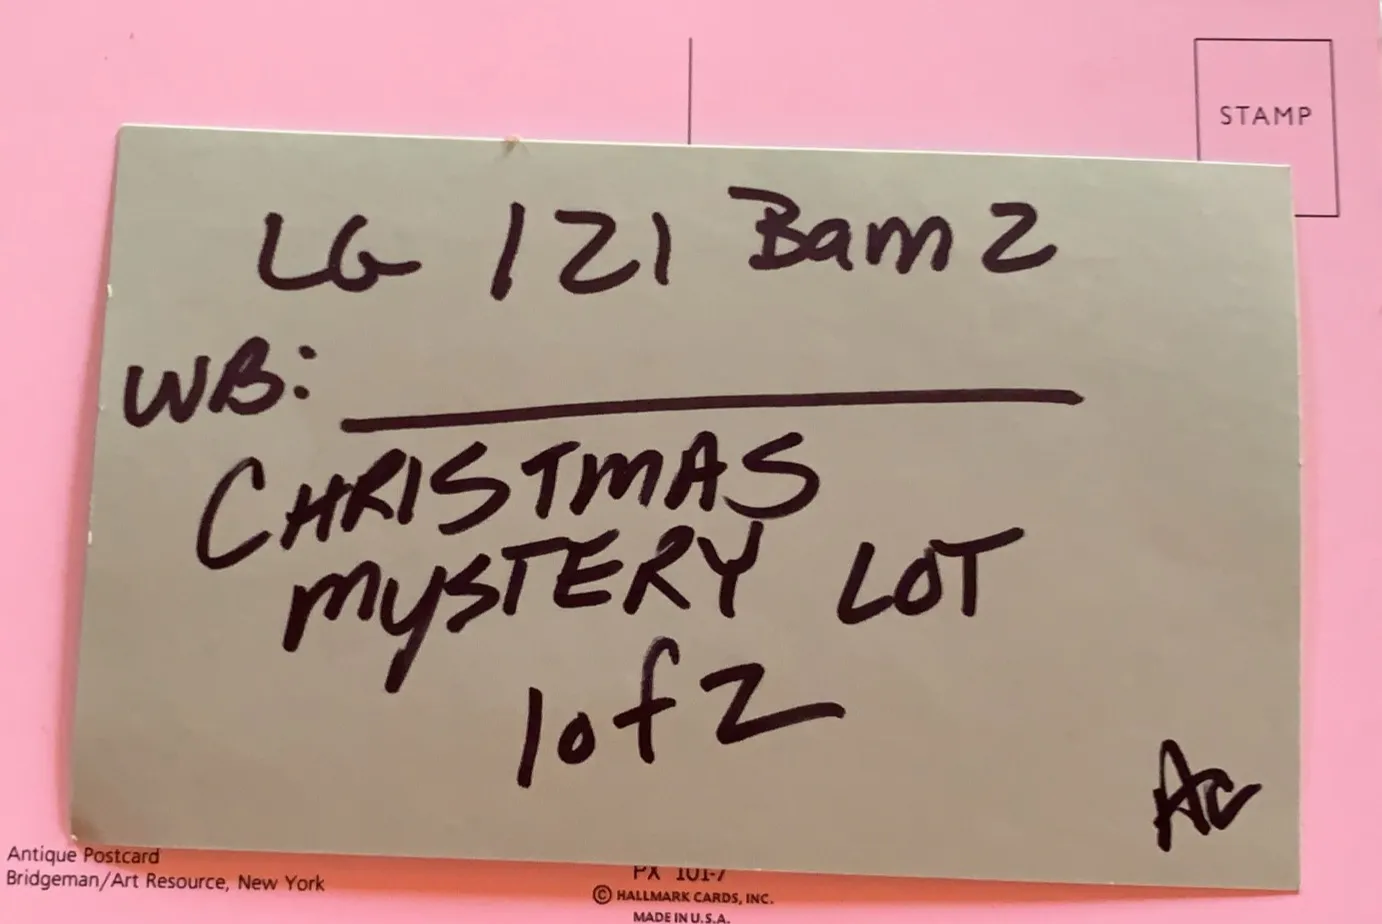 STAMP
LG 121 Bam 2
WB:
CHRISTMAS
MYSTERY LOT
1 of 2
AC
Antique Postcard
Bridgeman/Art Resource, New York
PX 101-7
© HALLMARK CARDS, INC.
MADE IN U.S.A.